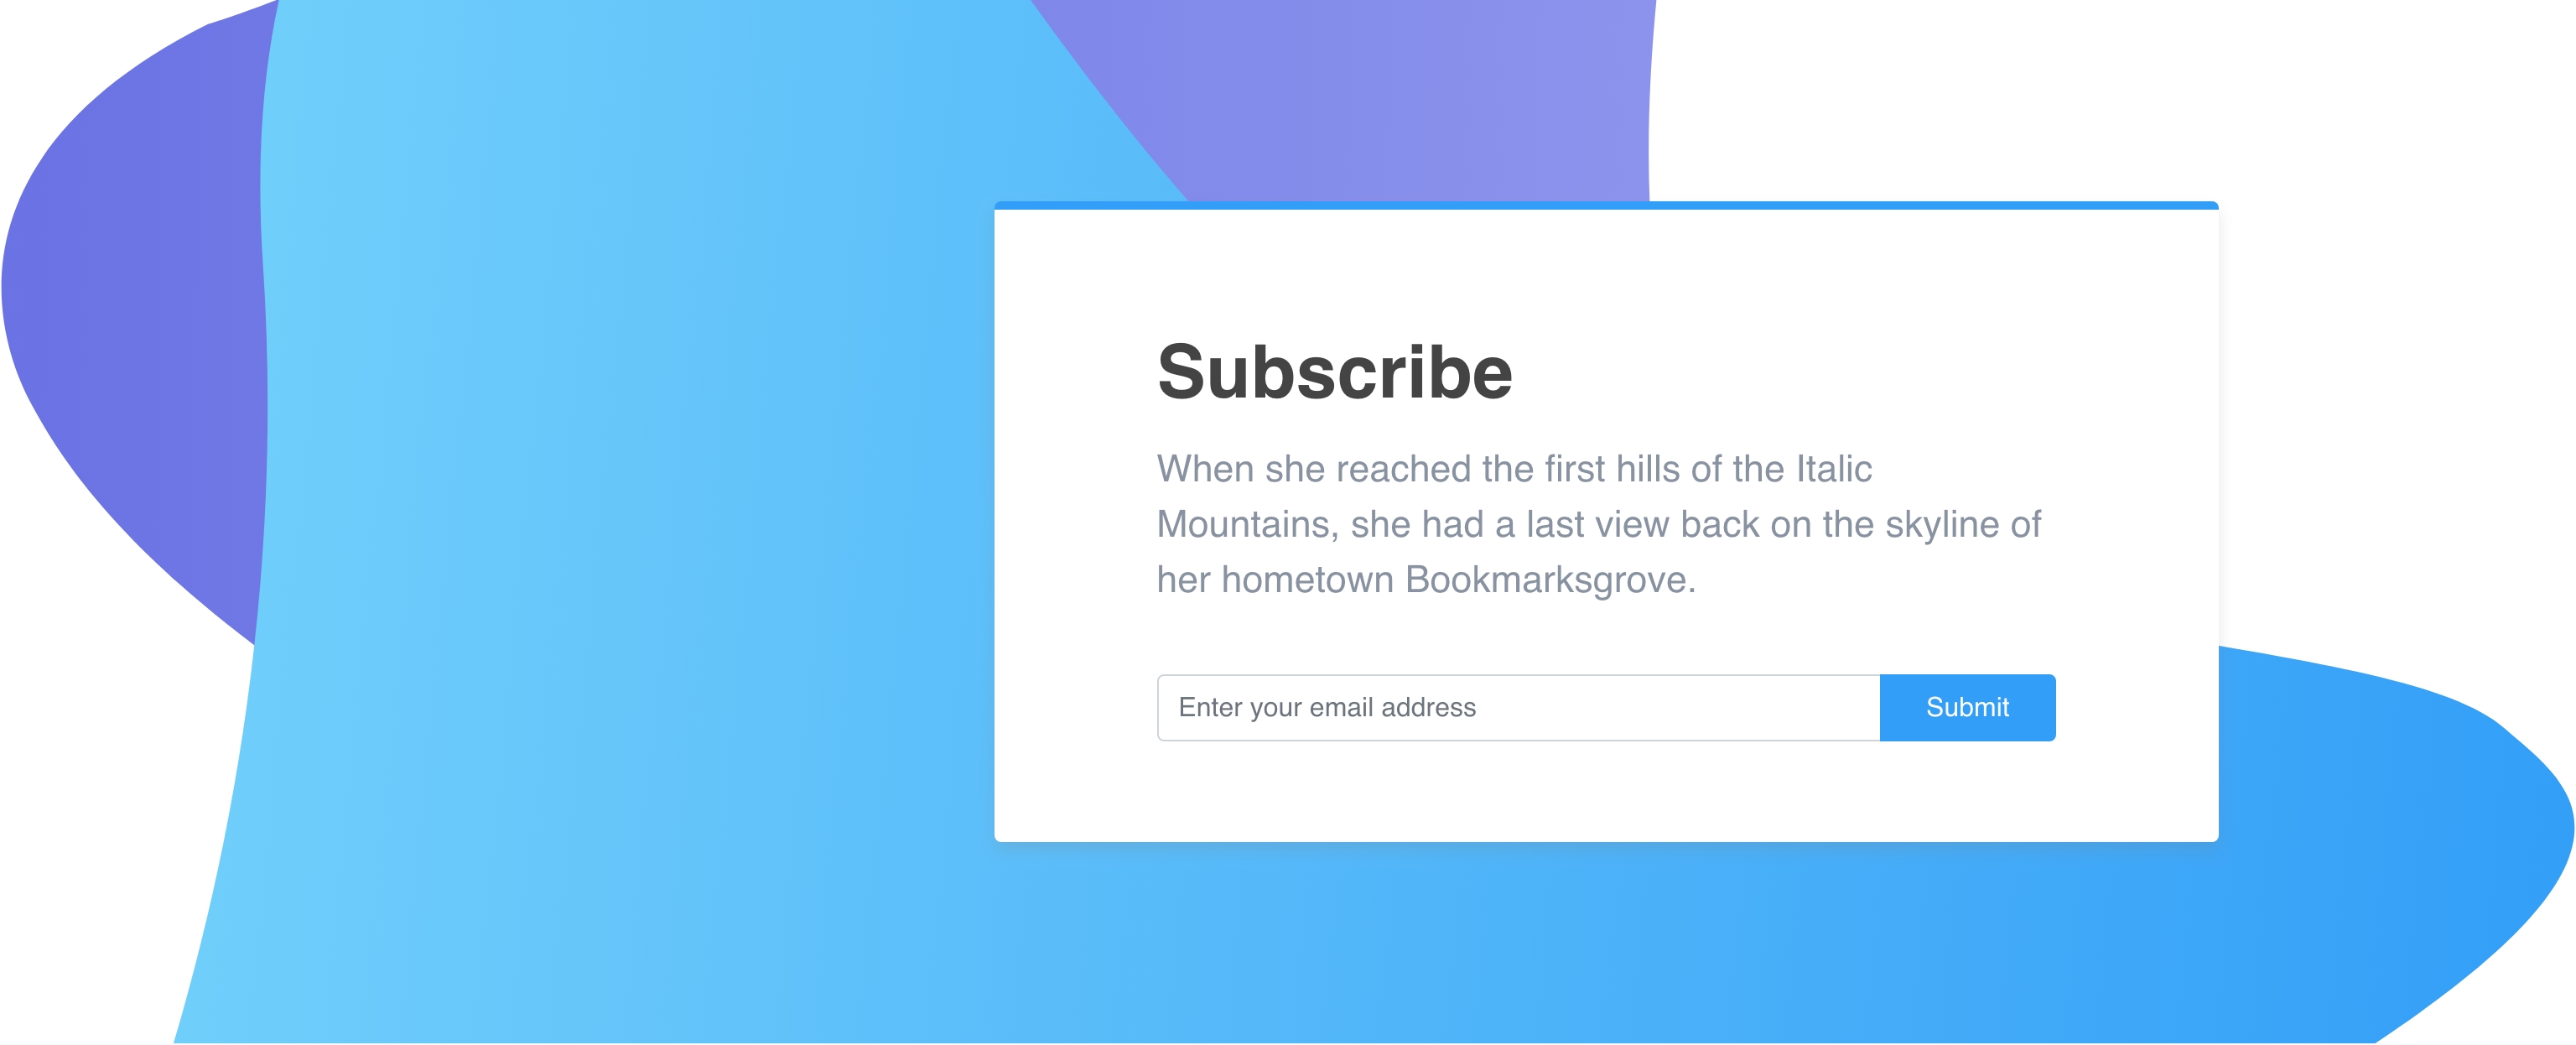 Subscribe
When she reached the first hills of the Italic
Mountains, she had a last view back on the skyline of
her hometown Bookmarksgrove.
Enter your email address
Submit